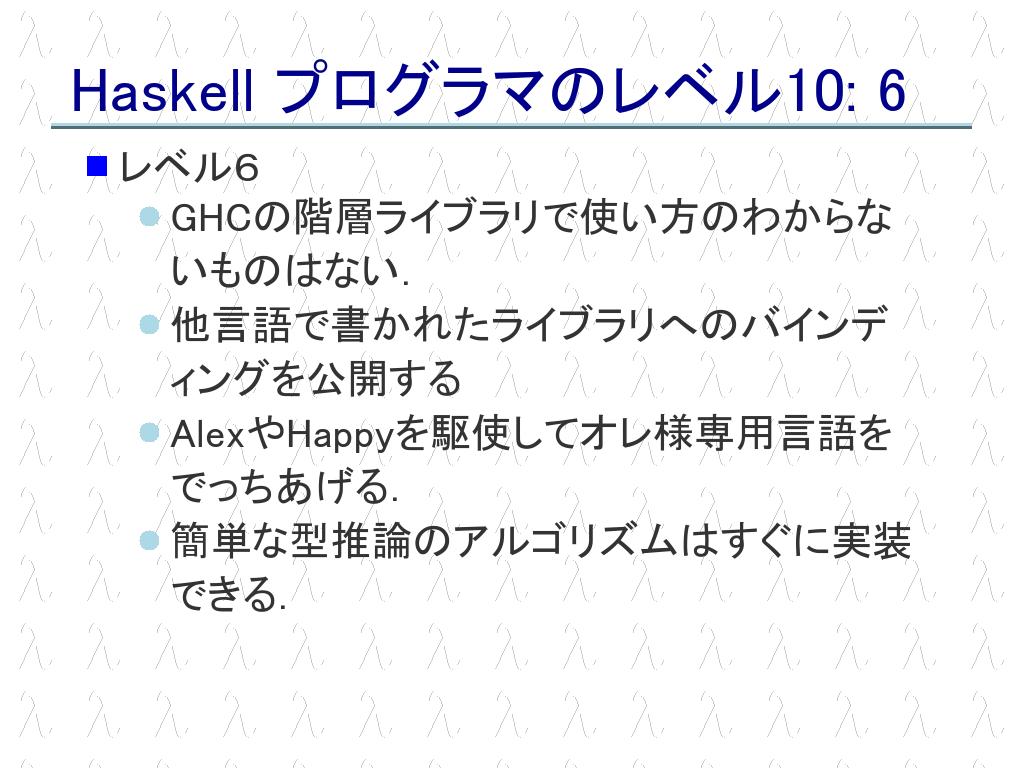 Haskell プログラマのレベル10: 6
レベル6
GHCの階層ライブラリで使い方のわからな
いものはない.
他言語で書かれたライブラリへのバインデ
ィングを公開する
AlexやHappyを駆使してオレ様専用言語を
でっちあげる.
簡単な型推論のアルゴリズムはすぐに実装
できる.